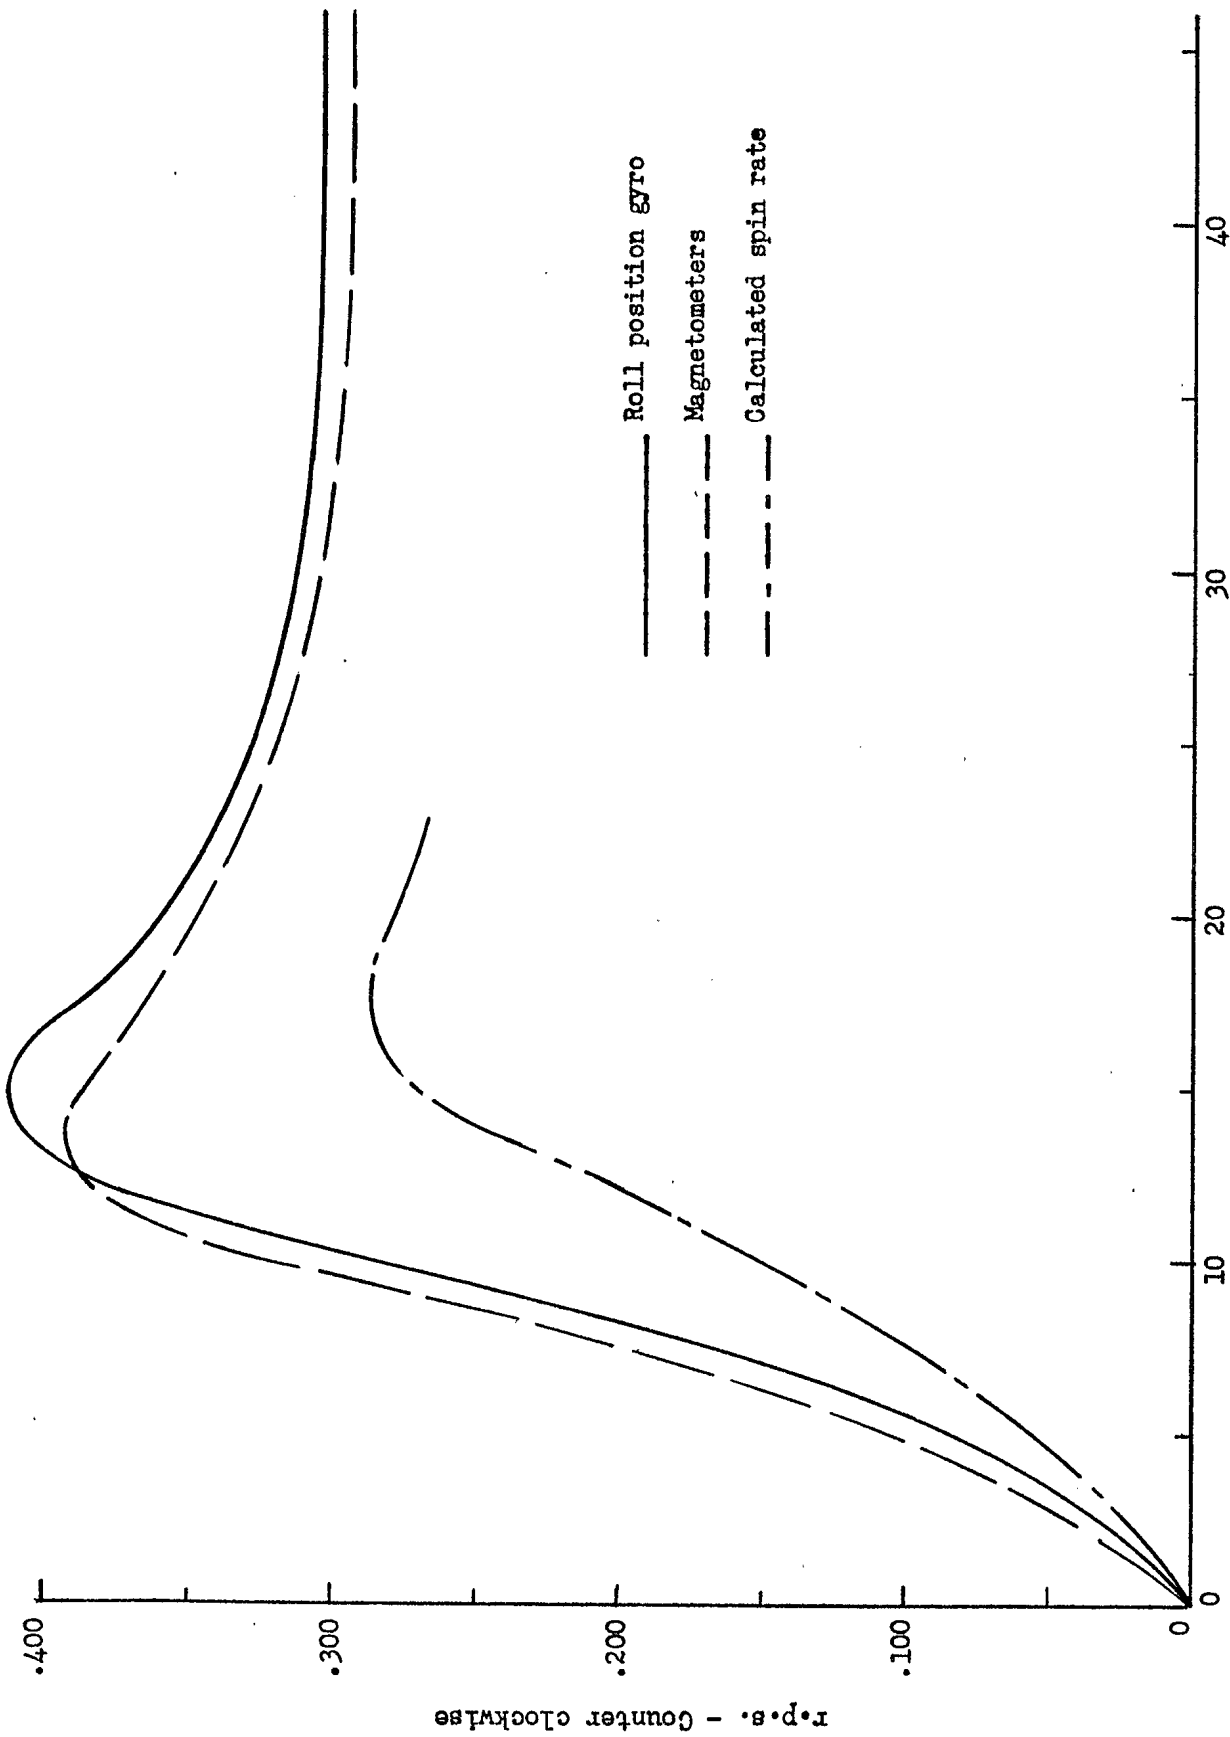 r.p.s. - Counter clockwise
.400
.300
.200
.100
0
0
10
20
30
40
Roll position gyro
Magnetometers
Calculated spin rate